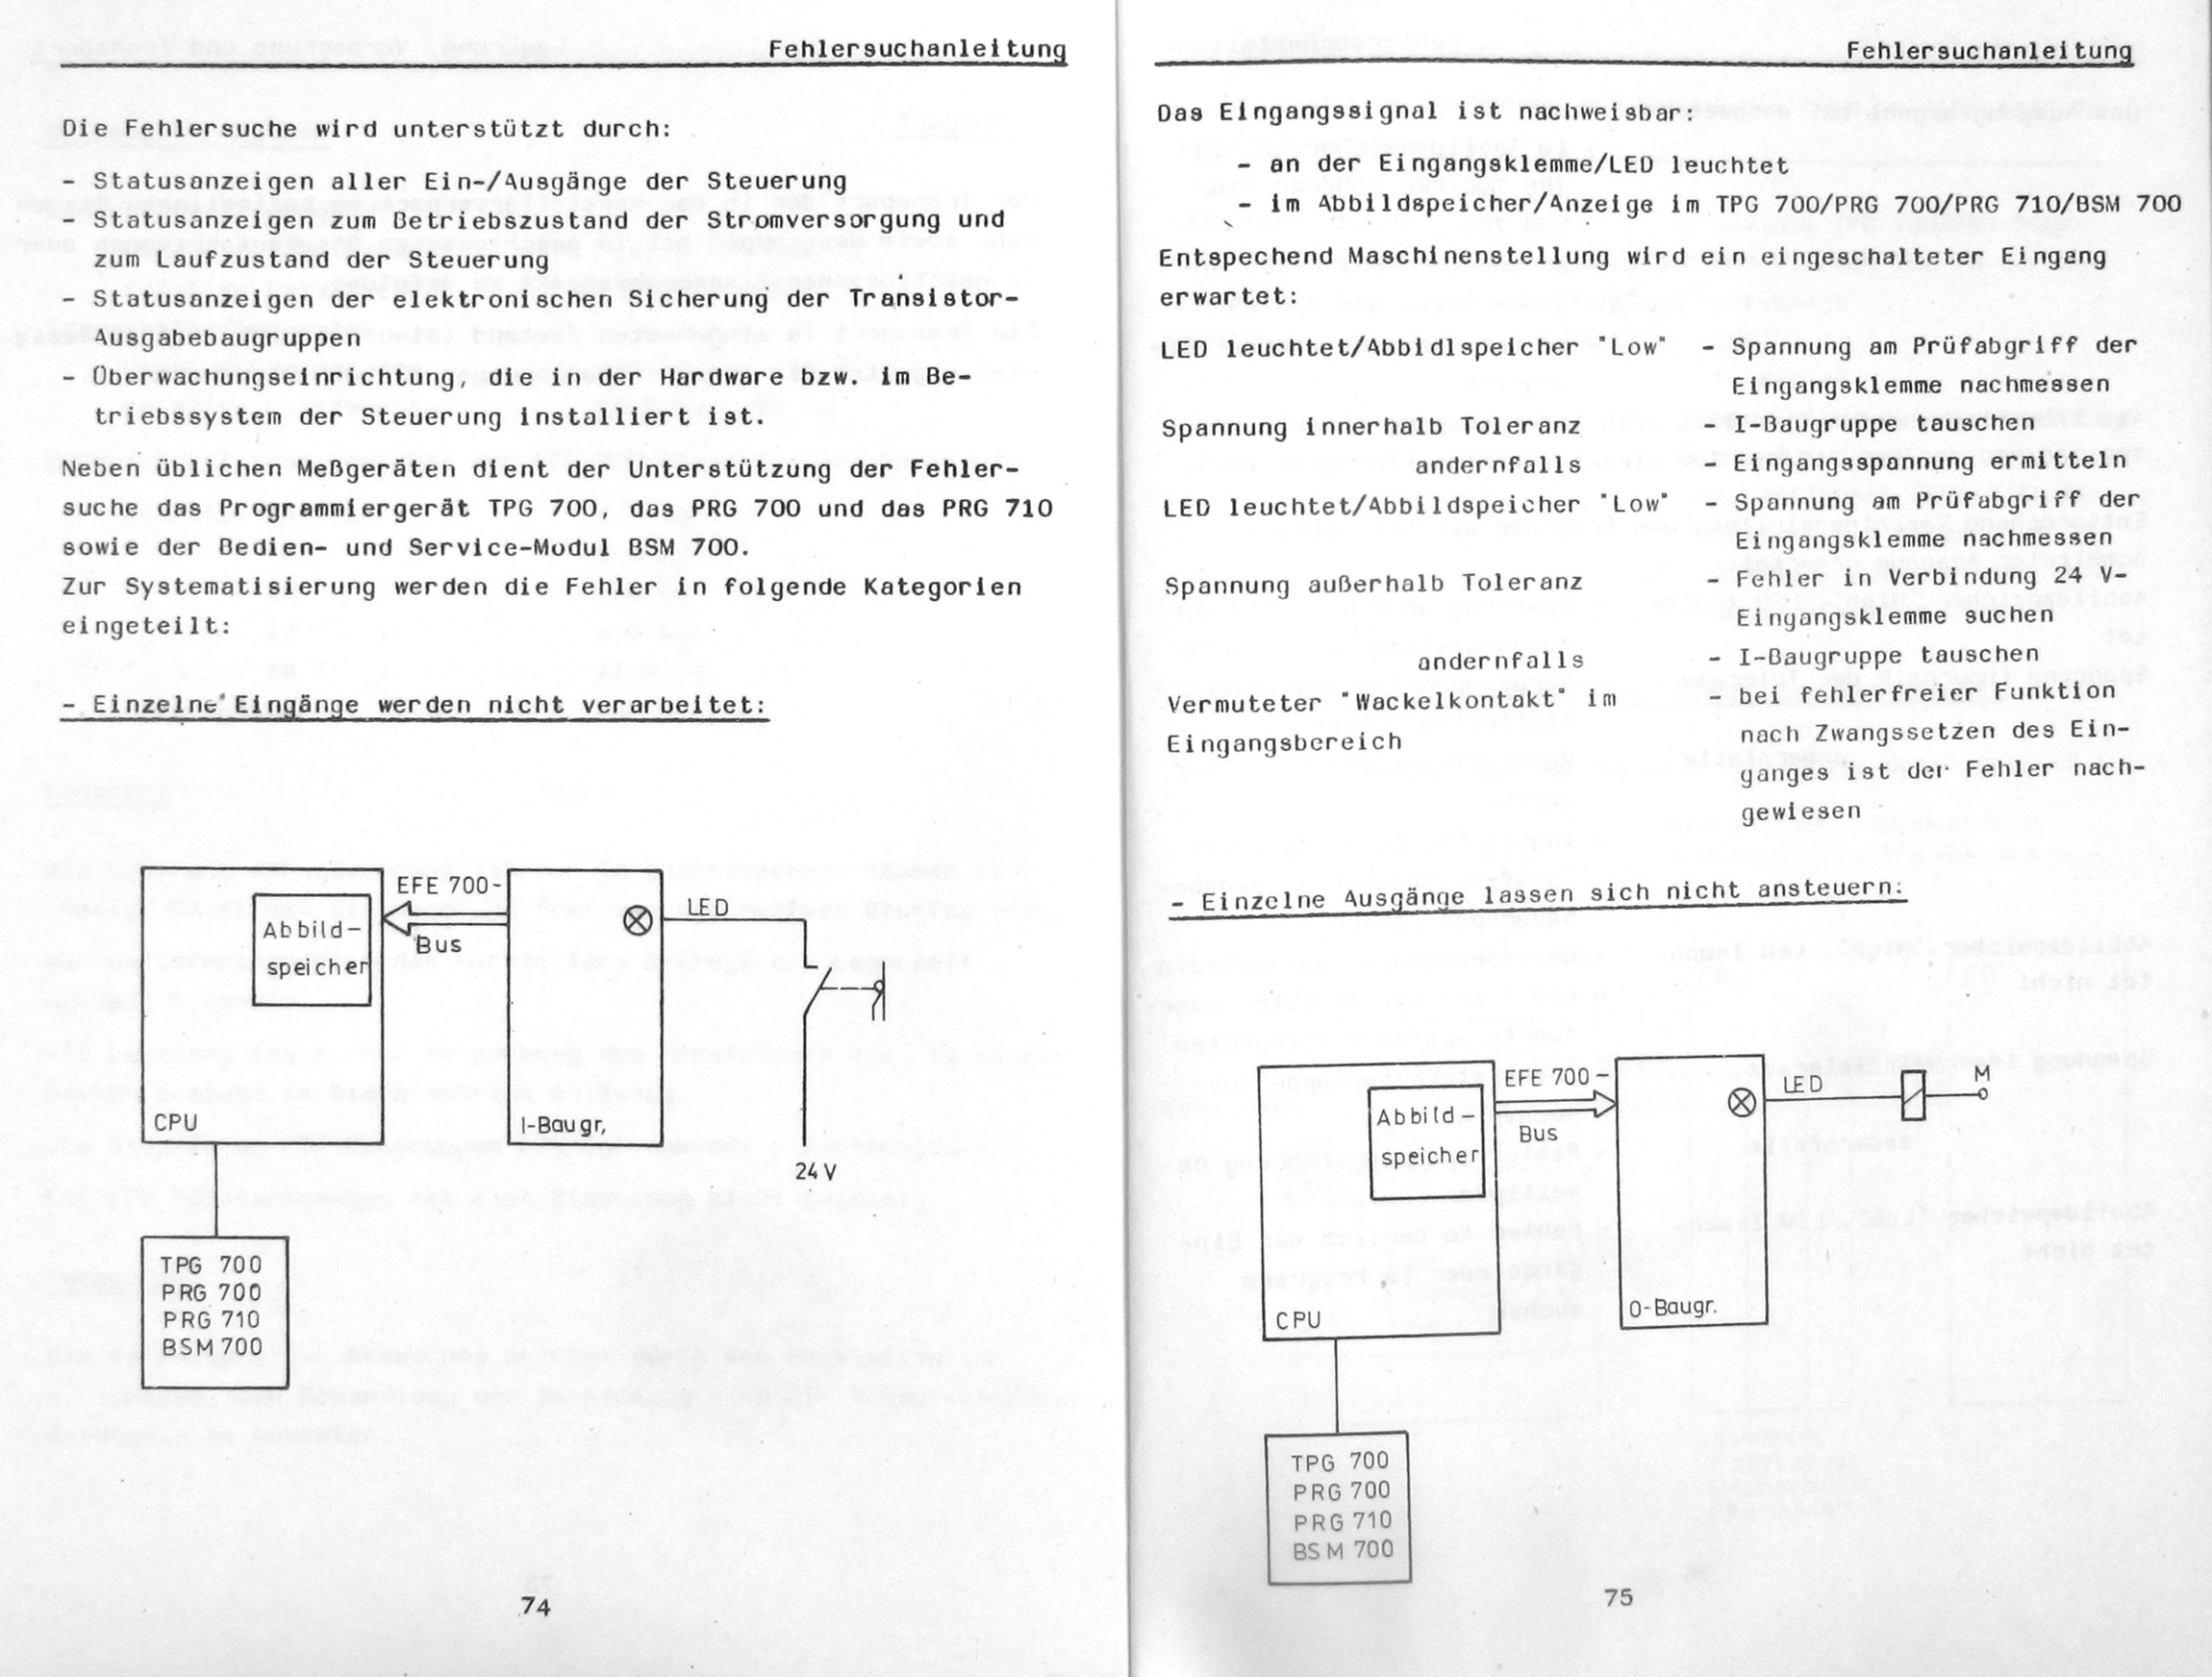 Fehlersuchanleitung
Die Fehlersuche wird unterstützt durch:
- Statusanzeigen aller Ein-/Ausgänge der Steuerung
- Statusanzeigen zum Betriebszustand der Stromversorgung und
zum Laufzustand der Steuerung
- Statusanzeigen der elektronischen Sicherung der Transistor-
Ausgabebaugruppen
- Überwachungseinrichtung, die in der Hardware bzw. im Be-
triebssystem der Steuerung installiert ist.
Neben üblichen Meßgeräten dient der Unterstützung der Fehler-
suche das Programmiergerät TPG 700, das PRG 700 und das PRG 710
sowie der Bedien- und Service-Modul BSM 700.
Zur Systematisierung werden die Fehler in folgende Kategorien
eingeteilt:
- Einzelne Eingänge werden nicht verarbeitet:
EFE 700-
LED
Abbild-
Bus
speicher
CPU
I-Baugr,
24 V
TPG 700
PRG 700
PRG 710
BSM 700
74
Fehlersuchanleitung
Das Eingangssignal ist nachweisbar:
- an der Eingangsklemme/LED leuchtet
- im Abbildspeicher/Anzeige im TPG 700/PRG 700/PRG 710/BSM 700
Entspechend Maschinenstellung wird ein eingeschalteter Eingang
erwartet:
LED leuchtet/Abbidlspeicher "Low" - Spannung am Prüfabgriff der
Eingangsklemme nachmessen
Spannung innerhalb Toleranz - I-Baugruppe tauschen
andernfalls - Eingangsspannung ermitteln
LED leuchtet/Abbildspeicher "Low" - Spannung am Prüfabgriff der
Eingangsklemme nachmessen
Spannung außerhalb Toleranz - Fehler in Verbindung 24 V-
Eingangsklemme suchen
andernfalls - I-Baugruppe tauschen
Vermuteter "Wackelkontakt" im - bei fehlerfreier Funktion
Eingangsbereich nach Zwangssetzen des Ein-
ganges ist der Fehler nach-
gewiesen
- Einzelne Ausgänge lassen sich nicht ansteuern:
EFE 700-
LED
M
Abbild-
Bus
speicher
CPU
O-Baugr.
TPG 700
PRG 700
PRG 710
BSM 700
75